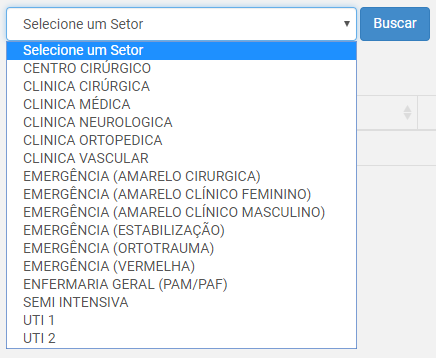 Selecione um Setor
Buscar
Selecione um Setor
CENTRO CIRÚRGICO
CLINICA CIRÚRGICA
CLINICA MÉDICA
CLINICA NEUROLOGICA
CLINICA ORTOPEDICA
CLINICA VASCULAR
EMERGÊNCIA (AMARELO CIRURGICA)
EMERGÊNCIA (AMARELO CLÍNICO FEMININO)
EMERGÊNCIA (AMARELO CLÍNICO MASCULINO)
EMERGÊNCIA (ESTABILIZAÇÃO)
EMERGÊNCIA (ORTOTRAUMA)
EMERGÊNCIA (VERMELHA)
ENFERMARIA GERAL (PAM/PAF)
SEMI INTENSIVA
UTI 1
UTI 2